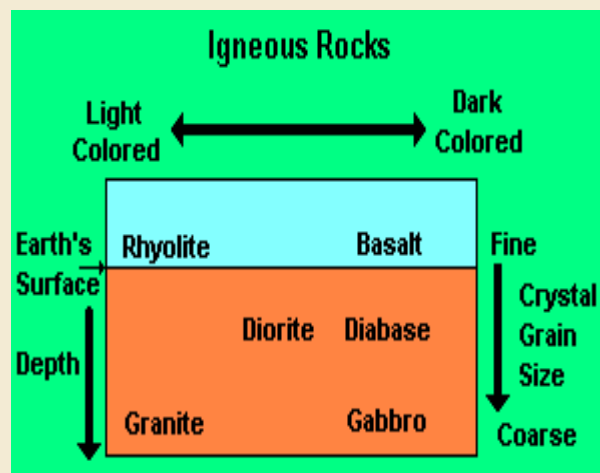 Igneous Rocks
Light
Colored
Dark
Colored
Earth's
Surface
Rhyolite
Basalt
Fine
Crystal
Grain
Size
Diorite
Diabase
Depth
Granite
Gabbro
Coarse